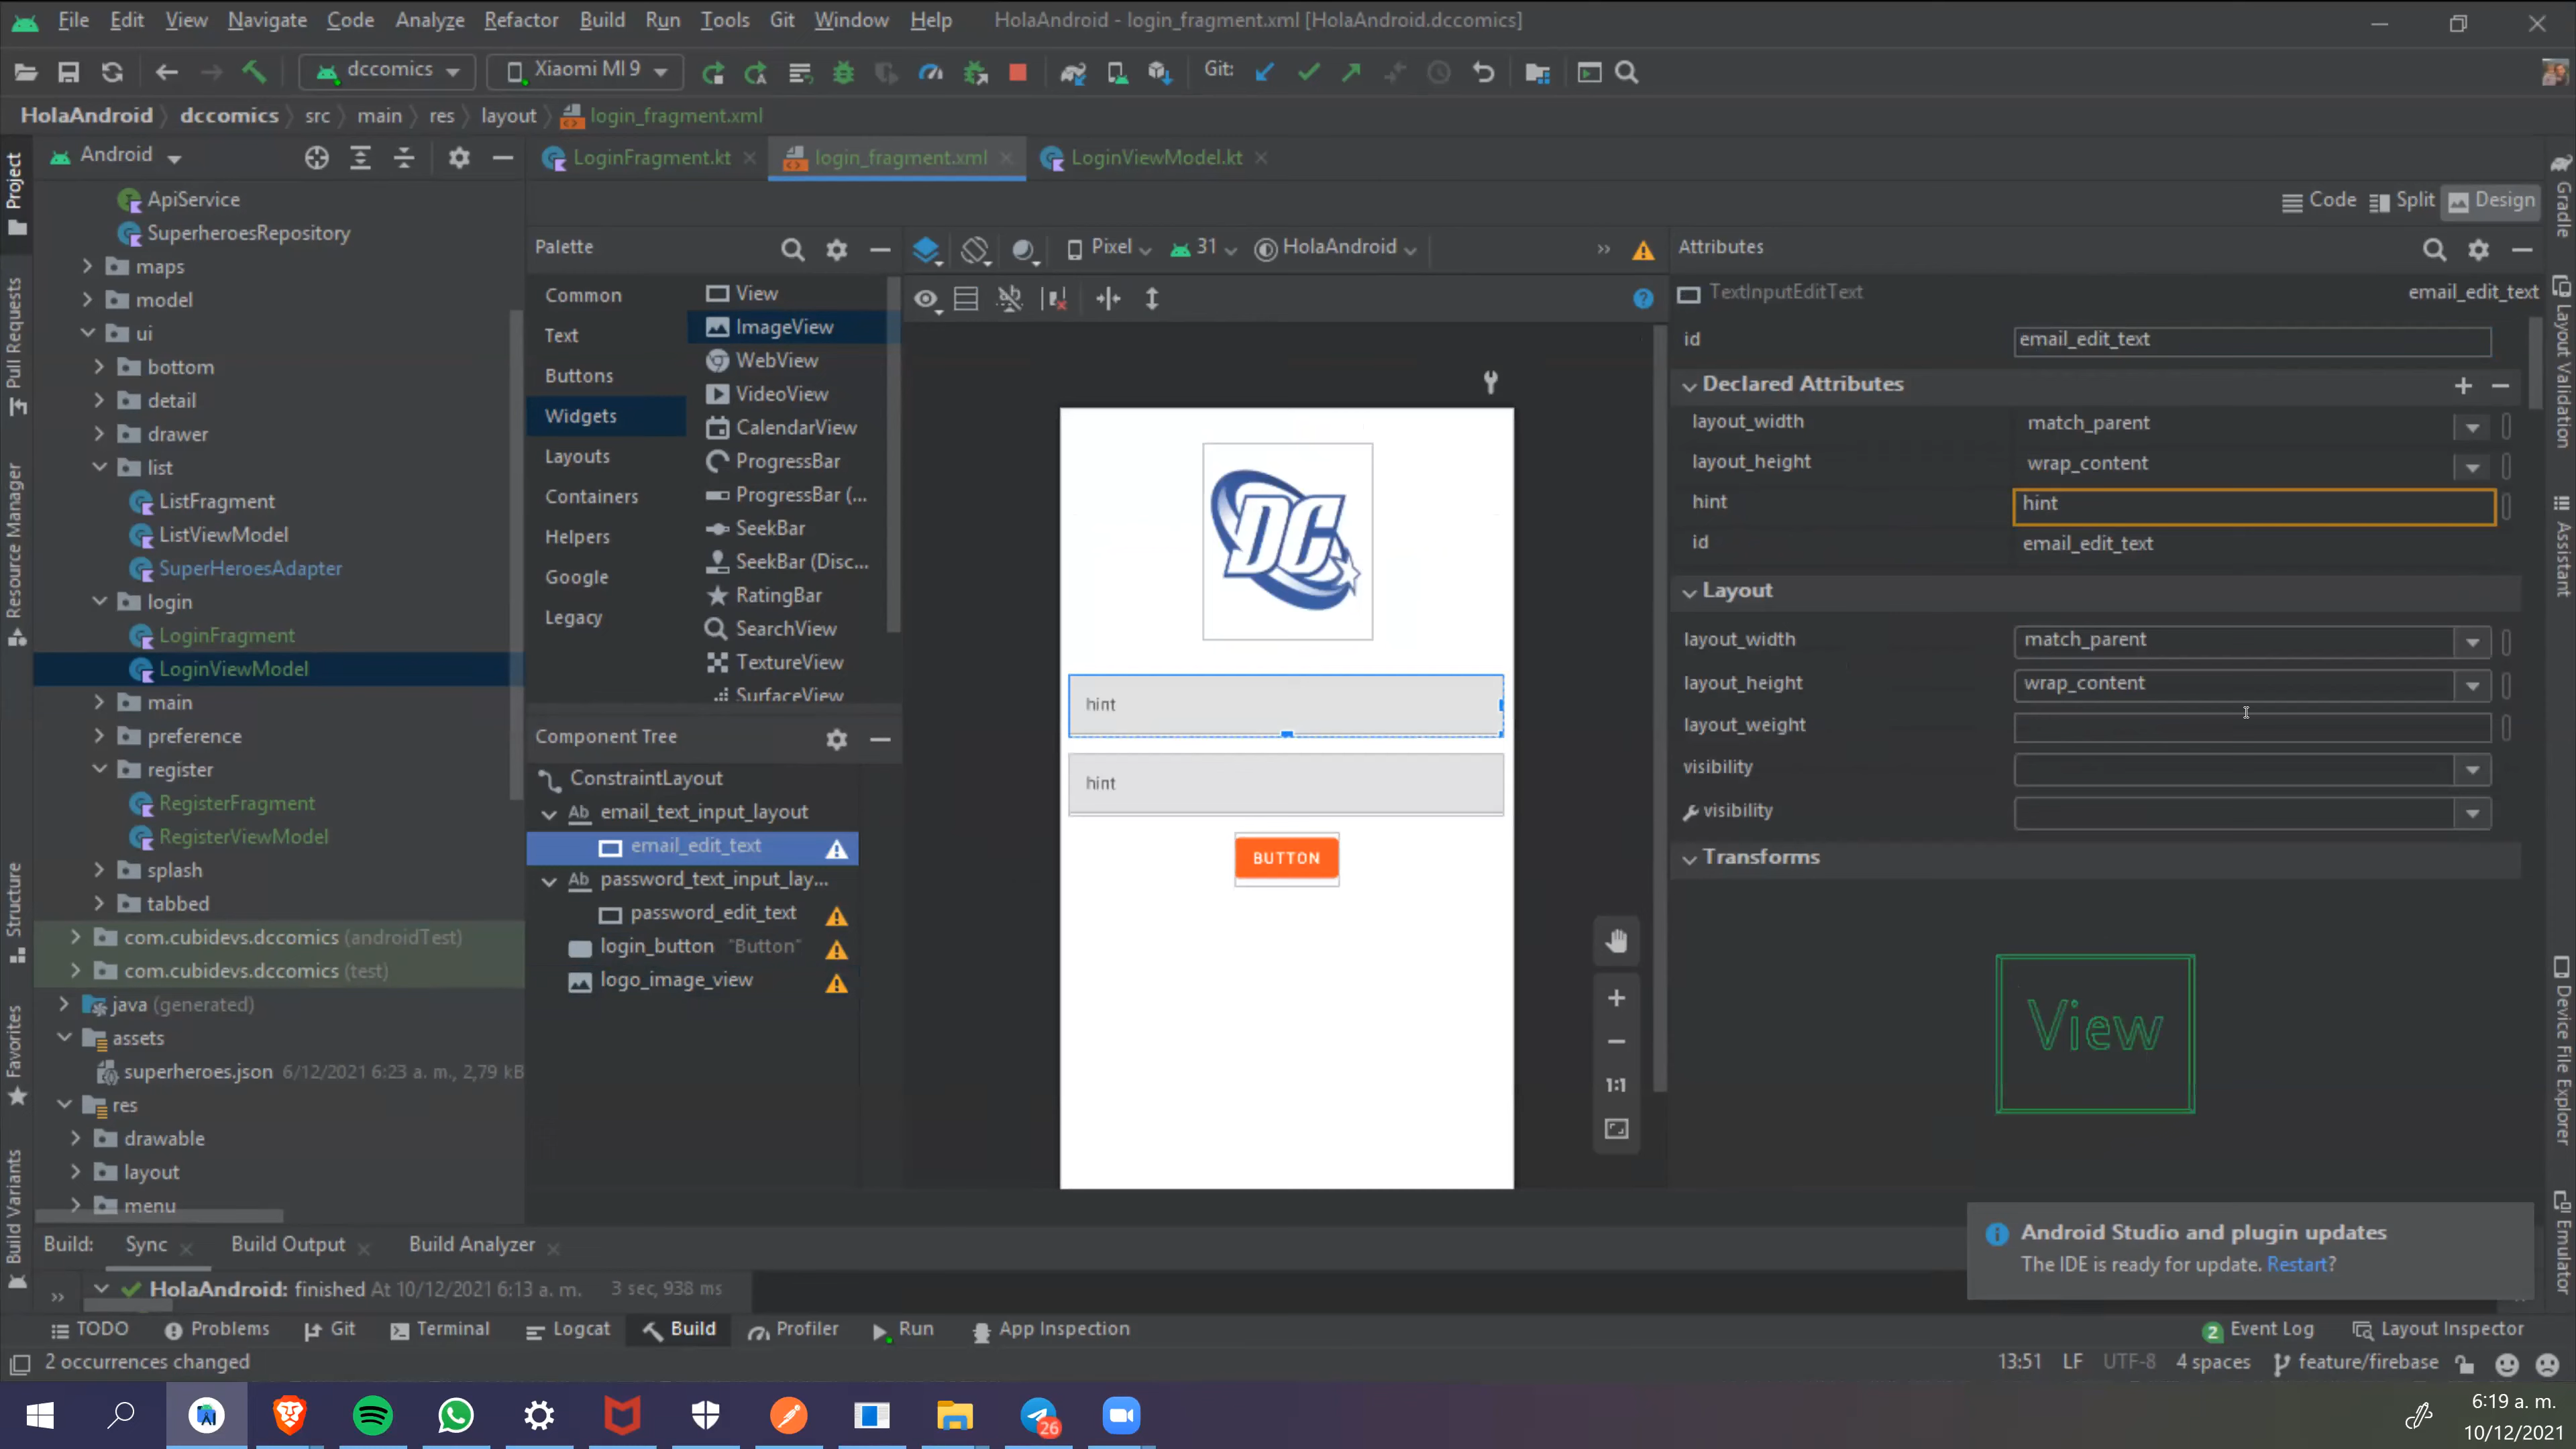 File Edit View Navigate Code Analyze Refactor Build Run Tools Git Window Help HolaAndroid - login_fragment.xml [HolaAndroid.dccomics]
dccomics Xiaomi MI 9 Git:
HolaAndroid dccomics src main res layout login_fragment.xml
Android LoginFragment.kt login_fragment.xml LoginViewModel.kt
Code Split Design
Project
Pull Requests
Resource Manager
Structure
Favorites
Build Variants
ApiService
SuperheroesRepository
maps
model
ui
bottom
detail
drawer
list
ListFragment
ListViewModel
SuperHeroesAdapter
login
LoginFragment
LoginViewModel
main
preference
register
RegisterFragment
RegisterViewModel
splash
tabbed
com.cubidevs.dccomics (androidTest)
com.cubidevs.dccomics (test)
java (generated)
assets
superheroes.json 6/12/2021 6:23 a. m., 2,79 kB
res
drawable
layout
menu
Palette
Common
Text
Buttons
Widgets
Layouts
Containers
Helpers
Google
Legacy
View
ImageView
WebView
VideoView
CalendarView
ProgressBar
ProgressBar (...
SeekBar
SeekBar (Disc...
RatingBar
SearchView
TextureView
SurfaceView
Component Tree
ConstraintLayout
Ab email_text_input_layout
email_edit_text
Ab password_text_input_lay...
password_edit_text
login_button "Button"
logo_image_view
Pixel 31 HolaAndroid
DC
hint
hint
BUTTON
1:1
Attributes
TextInputEditText email_edit_text
id email_edit_text
Declared Attributes
layout_width match_parent
layout_height wrap_content
hint hint
id email_edit_text
Layout
layout_width match_parent
layout_height wrap_content
layout_weight
visibility
visibility
Transforms
View
Gradle
Layout Validation
Assistant
Device File Explorer
Emulator
Android Studio and plugin updates
The IDE is ready for update. Restart?
Build: Sync Build Output Build Analyzer
HolaAndroid: finished At 10/12/2021 6:13 a. m. 3 sec, 938 ms
TODO Problems Git Terminal Logcat Build Profiler Run App Inspection 2 Event Log Layout Inspector
2 occurrences changed 13:51 LF UTF-8 4 spaces feature/firebase
26
6:19 a. m.
10/12/2021